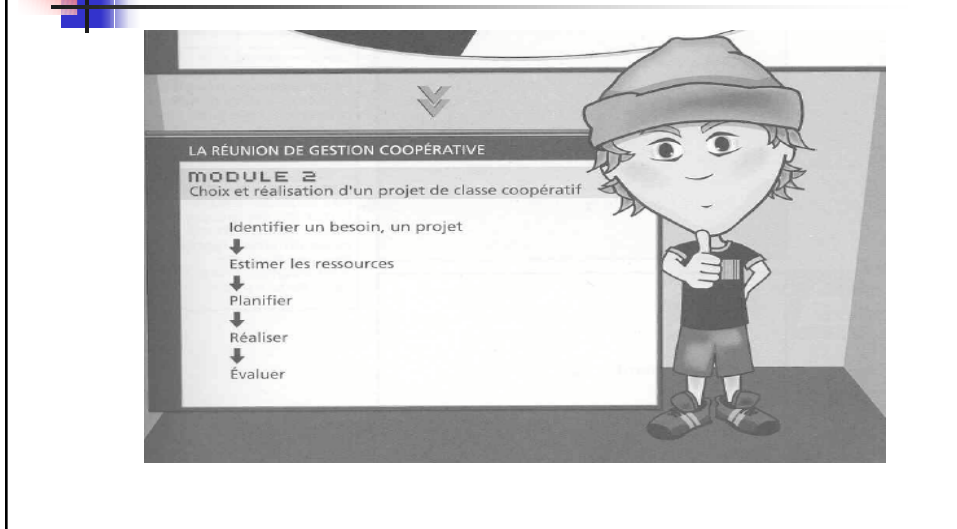 LA RÉUNION DE GESTION COOPÉRATIVE
MODULE 2
Choix et réalisation d'un projet de classe coopératif
Identifier un besoin, un projet
Estimer les ressources
Planifier
Réaliser
Évaluer